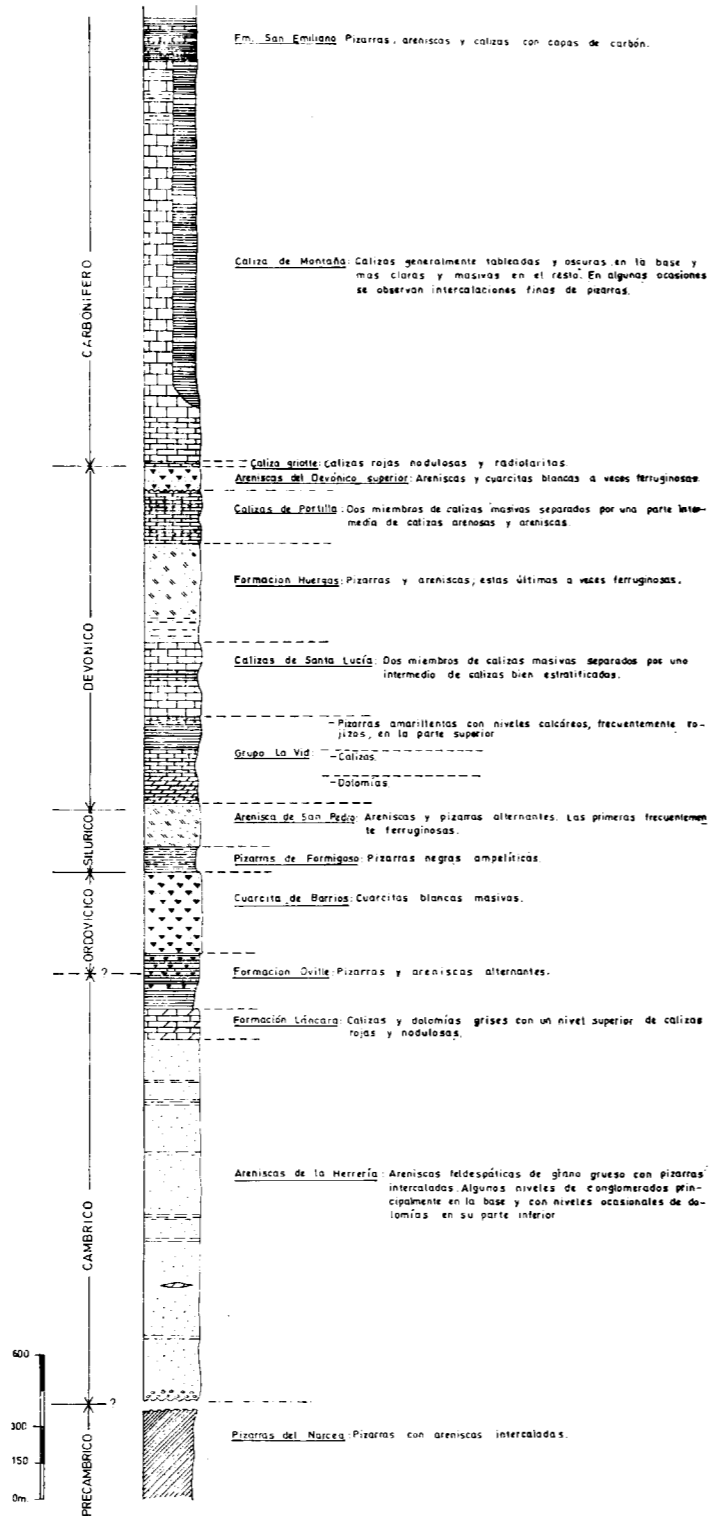 Fm. San Emiliano Pizarras, areniscas y calizas con capas de carbón.
Caliza de Montaña: Calizas generalmente tableadas y oscuras en la base y
mas claras y masivas en el resto. En algunas ocasiones
se observan intercalaciones finas de pizarras.
CARBONIFERO
Caliza griotte: Calizas rojas nodulosas y radiolaritas.
Areniscas del Devónico superior: Areniscas y cuarcitas blancas a veces ferruginosas.
Calizas de Portilla: Dos miembros de calizas masivas separados por una parte inter-
media de calizas arenosas y areniscas.
Formacion Huergas: Pizarras y areniscas; estas últimas a veces ferruginosas.
DEVONICO
Calizas de Santa Lucía: Dos miembros de calizas masivas separados por uno
intermedio de calizas bien estratificadas.
-Pizarras amarillentas con niveles calcáreos, frecuentemente ro-
jizos, en la parte superior
Grupo La Vid: -Calizas.
-Dolomías
Arenisca de San Pedro: Areniscas y pizarras alternantes. Las primeras frecuentemen
te ferruginosas.
SILURICO
Pizarras de Formigoso: Pizarras negras ampelíticas.
Cuarcita de Barrios: Cuarcitas blancas masivas.
ORDOVICICO
?
Formacion Oville: Pizarras y areniscas alternantes.
Formación Láncara: Calizas y dolomías grises con un nivel superior de calizas
rojas y nodulosas.
Areniscas de la Herrería: Areniscas feldespáticas de grano grueso con pizarras
intercaladas. Algunos niveles de conglomerados prin-
cipalmente en la base y con niveles ocasionales de do-
lomías en su parte inferior
CAMBRICO
?
Pizarras del Narcea: Pizarras con areniscas intercaladas.
PRECAMBRICO
600
300
150
0m.